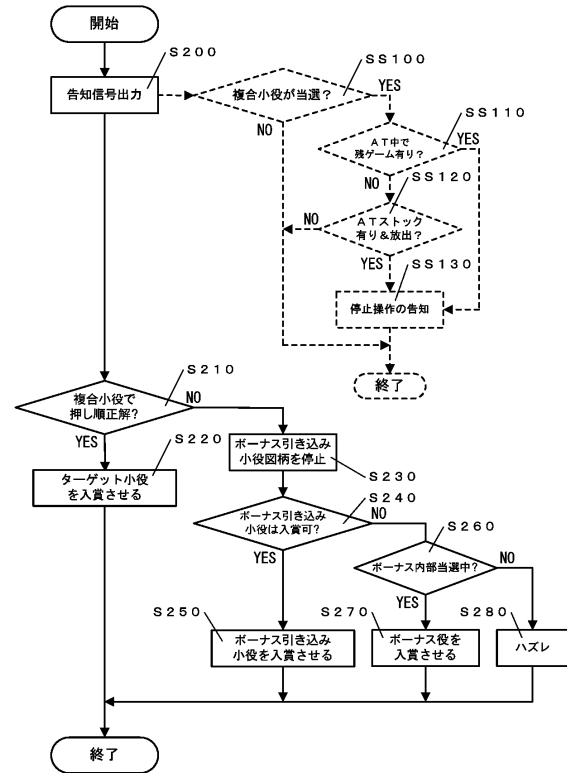 開始
S200
告知信号出力
SS100
複合小役が当選?
YES
NO
SS110
AT中で
残ゲーム有り?
YES
NO
SS120
ATストック
有り&放出?
NO
YES
SS130
停止操作の告知
終了
S210
複合小役で
押し順正解?
NO
YES
S220
ターゲット小役
を入賞させる
ボーナス引き込み
小役図柄を停止
S230
S240
ボーナス引き込み
小役は入賞可?
NO
YES
S260
ボーナス内部当選中?
NO
YES
S250
ボーナス引き込み
小役を入賞させる
S270
ボーナス役を
入賞させる
S280
ハズレ
終了